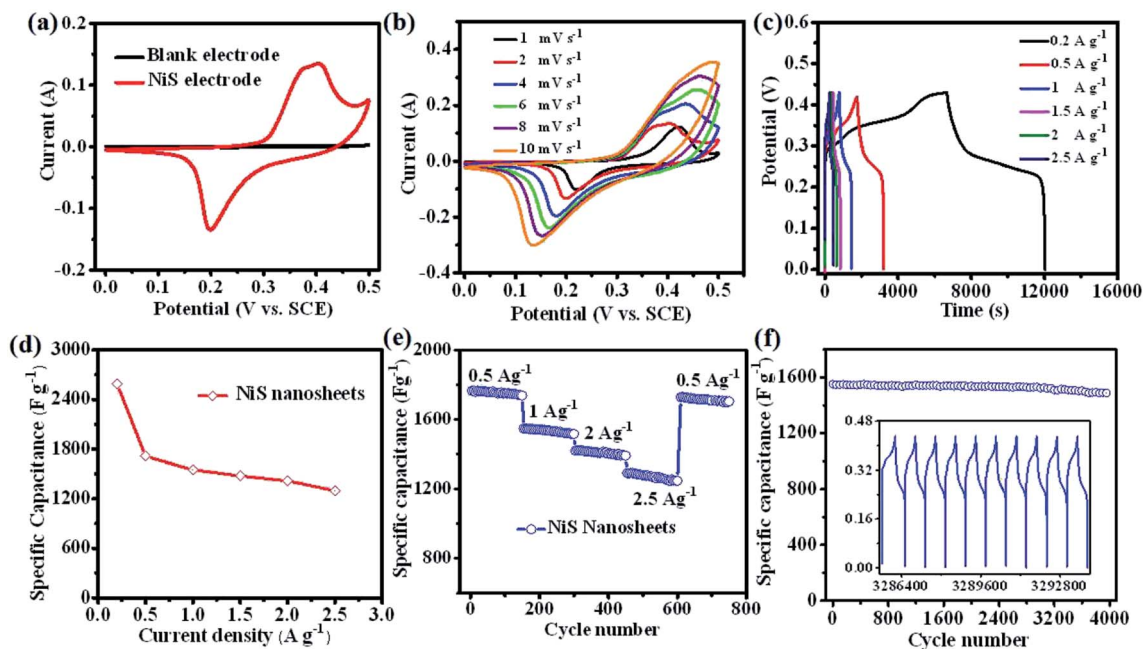 (a)
Blank electrode
NiS electrode
Current (A)
0.2
0.1
0.0
-0.1
-0.2
0.0 0.1 0.2 0.3 0.4 0.5
Potential (V vs. SCE)
(b)
1 mV s-1
2 mV s-1
4 mV s-1
6 mV s-1
8 mV s-1
10 mV s-1
Current (A)
0.4
0.2
0.0
-0.2
-0.4
0.0 0.1 0.2 0.3 0.4 0.5
Potential (V vs. SCE)
(c)
0.2 A g-1
0.5 A g-1
1 A g-1
1.5 A g-1
2 A g-1
2.5 A g-1
Potential (V)
0.6
0.4
0.3
0.2
0.0
0 4000 8000 12000 16000
Time (s)
(d)
NiS nanosheets
Specific Capacitance (F g-1)
3000
2400
1800
1200
600
0
0.0 0.5 1.0 1.5 2.0 2.5 3.0
Current density (A g-1)
(e)
0.5 Ag-1
1 Ag-1
2 Ag-1
2.5 Ag-1
0.5 Ag-1
NiS Nanosheets
Specific capacitance (F g-1)
2000
1600
1200
800
0 200 400 600 800
Cycle number
(f)
Specific capacitance (F g-1)
1600
1200
800
400
0
0.48
0.32
0.16
0.00
3286400 3289600 3292800
0 800 1600 2400 3200 4000
Cycle number